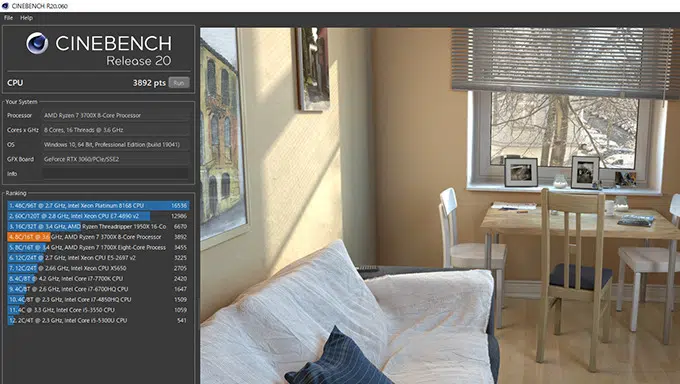 CINEBENCH R20.060
File Help
CINEBENCH
Release 20
CPU 3892 pts Run
Your System
Processor AMD Ryzen 7 3700X 8-Core Processor
Cores x GHz 8 Cores, 16 Threads @ 3.6 GHz
OS Windows 10, 64 Bit, Professional Edition (build 19041)
GFX Board GeForce RTX 3060/PCIe/SSE2
Info
Ranking
1. 48C/96T @ 2.7 GHz, Intel Xeon Platinum 8168 CPU 16536
2. 60C/120T @ 2.8 GHz, Intel Xeon CPU E7-4890 v2 12986
3. 16C/32T @ 3.4 GHz, AMD Ryzen Threadripper 1950X 16-Co 6670
4. 8C/16T @ 3.6 GHz, AMD Ryzen 7 3700X 8-Core Processor 3892
5. 8C/16T @ 3.4 GHz, AMD Ryzen 7 1700X Eight-Core Process 3455
6. 12C/24T @ 2.7 GHz, Intel Xeon CPU E5-2697 v2 3225
7. 12C/24T @ 2.66 GHz, Intel Xeon CPU X5650 2705
8. 4C/8T @ 4.2 GHz, Intel Core i7-7700K CPU 2420
9. 4C/8T @ 2.6 GHz, Intel Core i7-6700HQ CPU 1647
10. 4C/8T @ 2.3 GHz, Intel Core i7-4850HQ CPU 1509
11. 4C @ 3.3 GHz, Intel Core i5-3550 CPU 1059
12. 2C/4T @ 2.3 GHz, Intel Core i5-5300U CPU 541